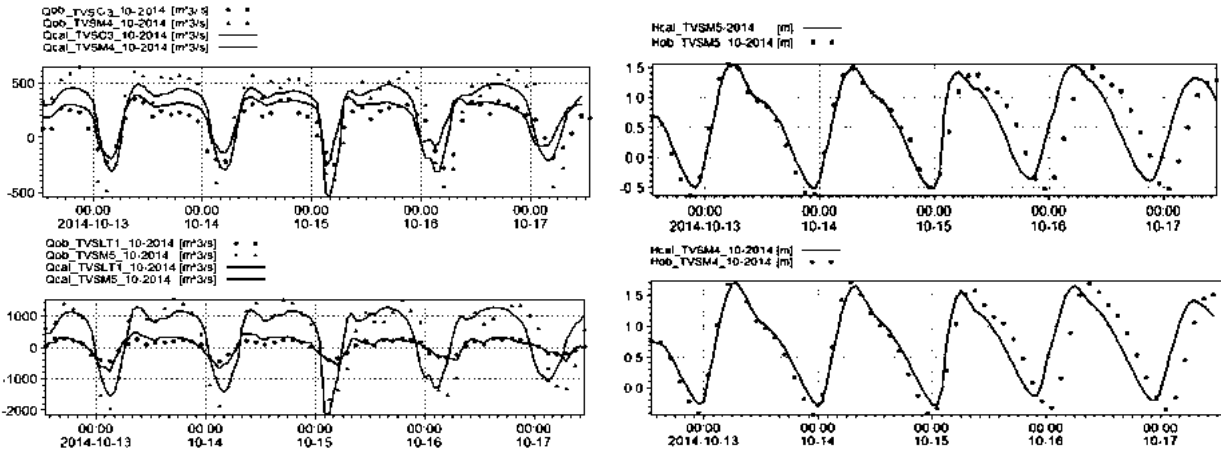 Qob_TVSC3_10-2014 [m^3/s]
Qob_TVSM4_10-2014 [m^3/s]
Qcal_TVSC3_10-2014 [m^3/s]
Qcal_TVSM4_10-2014 [m^3/s]
500
0
-500
00:00 00:00 00:00 00:00 00:00
2014-10-13 10-14 10-15 10-16 10-17
Hcal_TVSM5-2014 [m]
Hob_TVSM5_10-2014 [m]
1.5
1.0
0.5
0.0
-0.5
00:00 00:00 00:00 00:00 00:00
2014-10-13 10-14 10-15 10-16 10-17
Qob_TVSLT1_10-2014 [m^3/s]
Qob_TVSM5_10-2014 [m^3/s]
Qcal_TVSLT1_10-2014 [m^3/s]
Qcal_TVSM5_10-2014 [m^3/s]
1000
0
-1000
-2000
00:00 00:00 00:00 00:00 00:00
2014-10-13 10-14 10-15 10-16 10-17
Hcal_TVSM4_10-2014 [m]
Hob_TVSM4_10-2014 [m]
1.5
1.0
0.5
0.0
00:00 00:00 00:00 00:00 00:00
2014-10-13 10-14 10-15 10-16 10-17